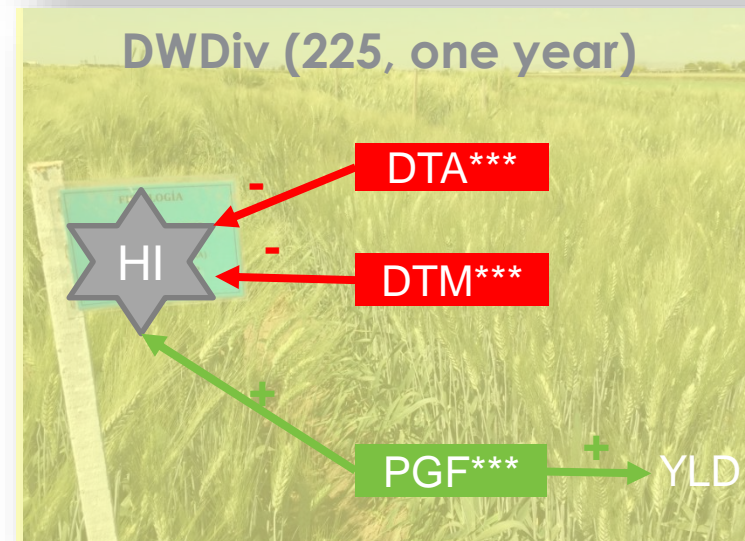 DWDiv (225, one year)
DTA***
-
HI
-
DTM***
+
PGF***
+
YLD